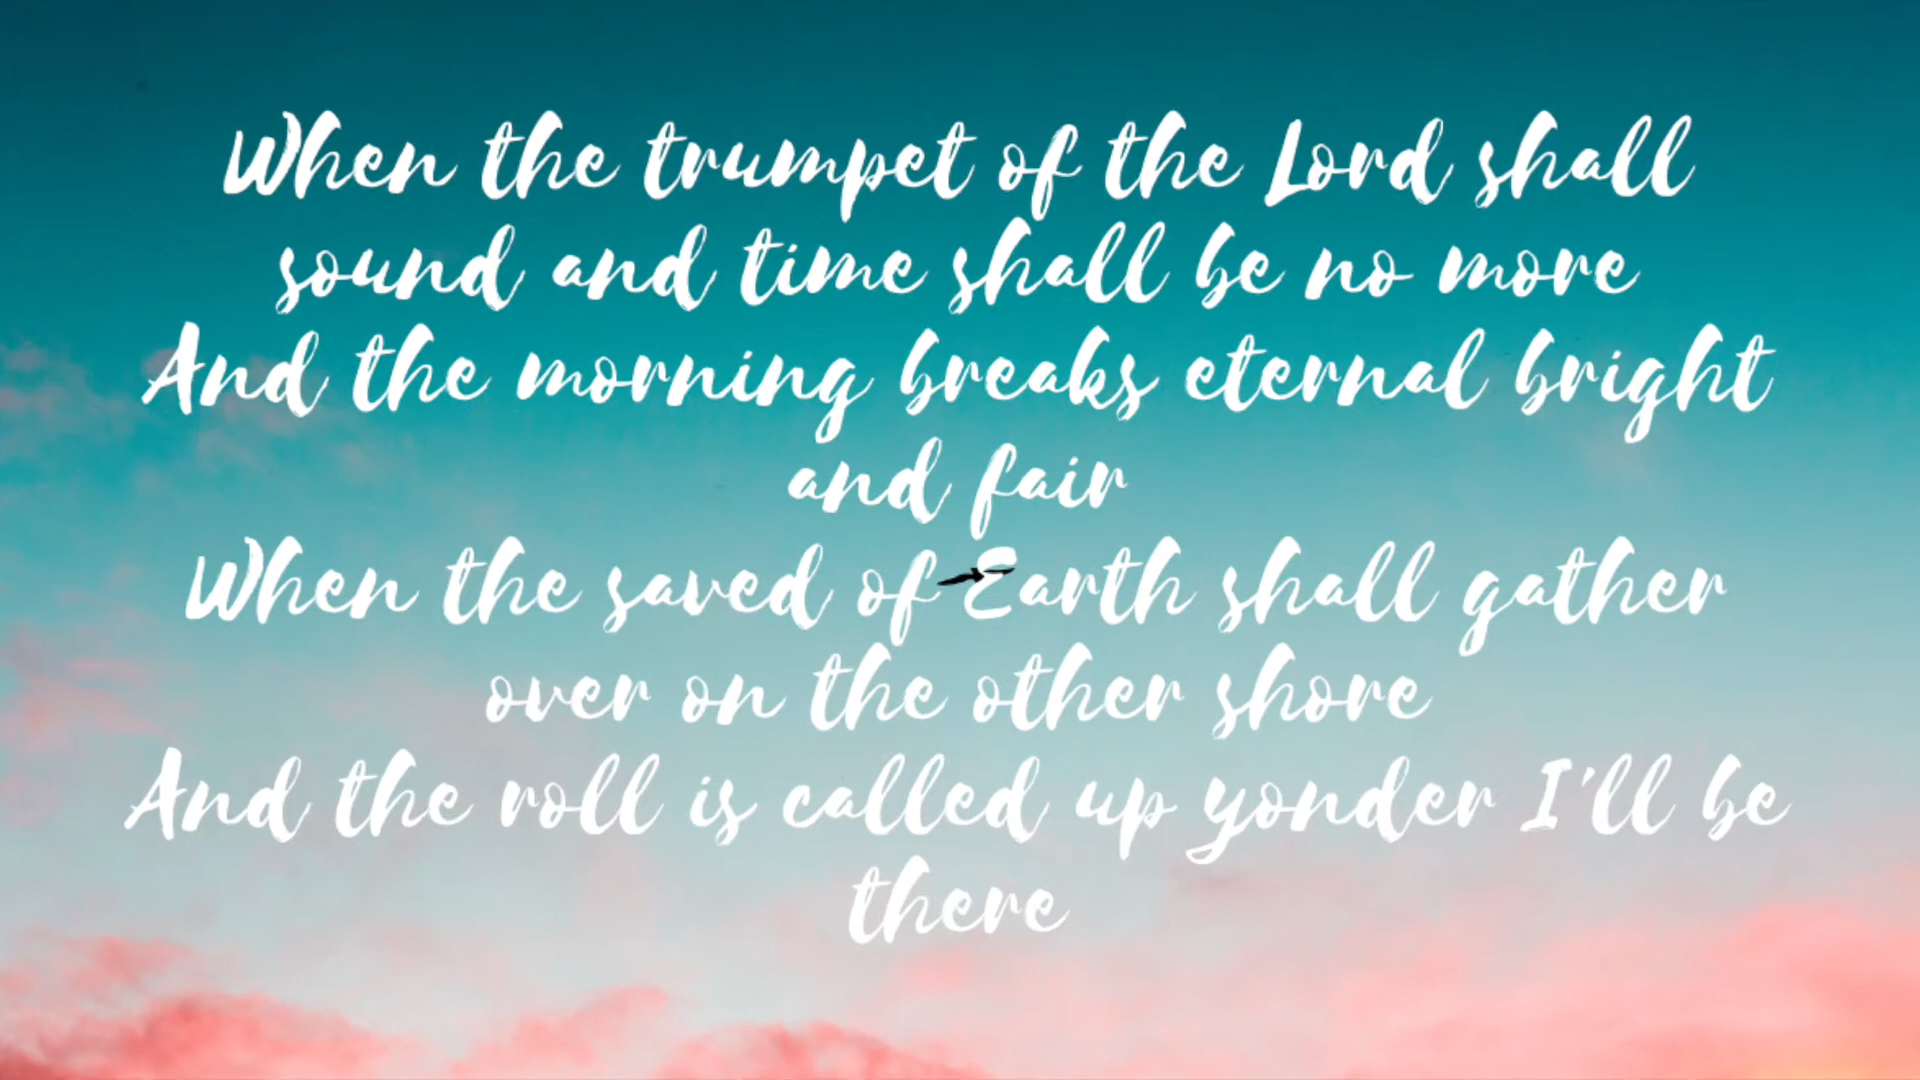 When the trumpet of the Lord shall
sound and time shall be no more
And the morning breaks eternal bright
and fair
When the saved of Earth shall gather
over on the other shore
And the roll is called up yonder I'll be
there